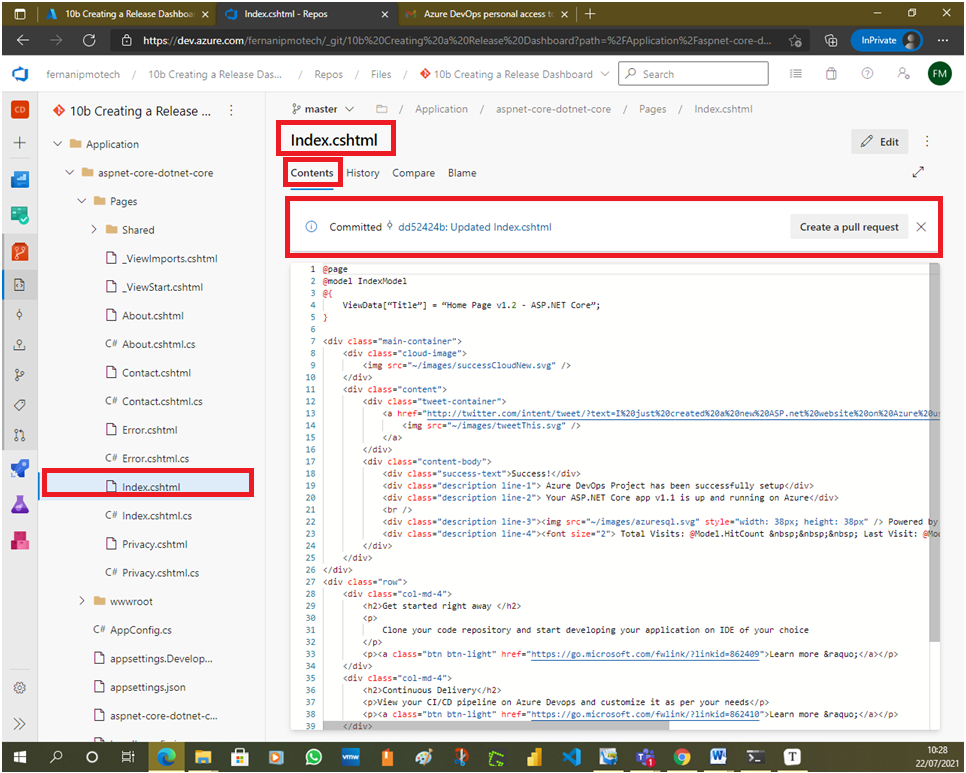 10b Creating a Release Dashboa
Index.cshtml - Repos
Azure DevOps personal access to
https://dev.azure.com/fernanipmotech/_git/10b%20Creating%20a%20Release%20Dashboard?path=%2FApplication%2Faspnet-core-d...
InPrivate
fernanipmotech / 10b Creating a Release Das... / Repos / Files / 10b Creating a Release Dashboard
Search
FM
CD
10b Creating a Release ...
Application
aspnet-core-dotnet-core
Pages
Shared
_ViewImports.cshtml
_ViewStart.cshtml
About.cshtml
C# About.cshtml.cs
Contact.cshtml
C# Contact.cshtml.cs
Error.cshtml
C# Error.cshtml.cs
Index.cshtml
C# Index.cshtml.cs
Privacy.cshtml
C# Privacy.cshtml.cs
wwwroot
C# AppConfig.cs
appsettings.Develop...
appsettings.json
aspnet-core-dotnet-c...
master / Application / aspnet-core-dotnet-core / Pages / Index.cshtml
Index.cshtml
Edit
Contents History Compare Blame
Committed dd52424b: Updated Index.cshtml
Create a pull request
1 @page
2 @model IndexModel
3 @{
4 ViewData[“Title”] = “Home Page v1.2 - ASP.NET Core”;
5 }
6
7 <div class="main-container">
8 <div class="cloud-image">
9 <img src="~/images/successCloudNew.svg" />
10 </div>
11 <div class="content">
12 <div class="tweet-container">
13 <a href="http://twitter.com/intent/tweet/?text=I%20just%20created%20a%20new%20ASP.net%20website%20on%20Azure%20us
14 <img src="~/images/tweetThis.svg" />
15 </a>
16 </div>
17 <div class="content-body">
18 <div class="success-text">Success!</div>
19 <div class="description line-1"> Azure DevOps Project has been successfully setup</div>
20 <div class="description line-2"> Your ASP.NET Core app v1.1 is up and running on Azure</div>
21 <br />
22 <div class="description line-3"><img src="~/images/azuresql.svg" style="width: 38px; height: 38px" /> Powered by
23 <div class="description line-4"><font size="2"> Total Visits: @Model.HitCount &nbsp;&nbsp;&nbsp; Last Visit: @Mo
24 </div>
25 </div>
26 </div>
27 <div class="row">
28 <div class="col-md-4">
29 <h2>Get started right away </h2>
30 <p>
31 Clone your code repository and start developing your application on IDE of your choice
32 </p>
33 <p><a class="btn btn-light" href="https://go.microsoft.com/fwlink/?linkid=862409">Learn more &raquo;</a></p>
34 </div>
35 <div class="col-md-4">
36 <h2>Continuous Delivery</h2>
37 <p>View your CI/CD pipeline on Azure Devops and customize it as per your needs</p>
38 <p><a class="btn btn-light" href="https://go.microsoft.com/fwlink/?linkid=862410">Learn more &raquo;</a></p>
39 </div>
vmw
1
W
T
10:28
22/07/2021